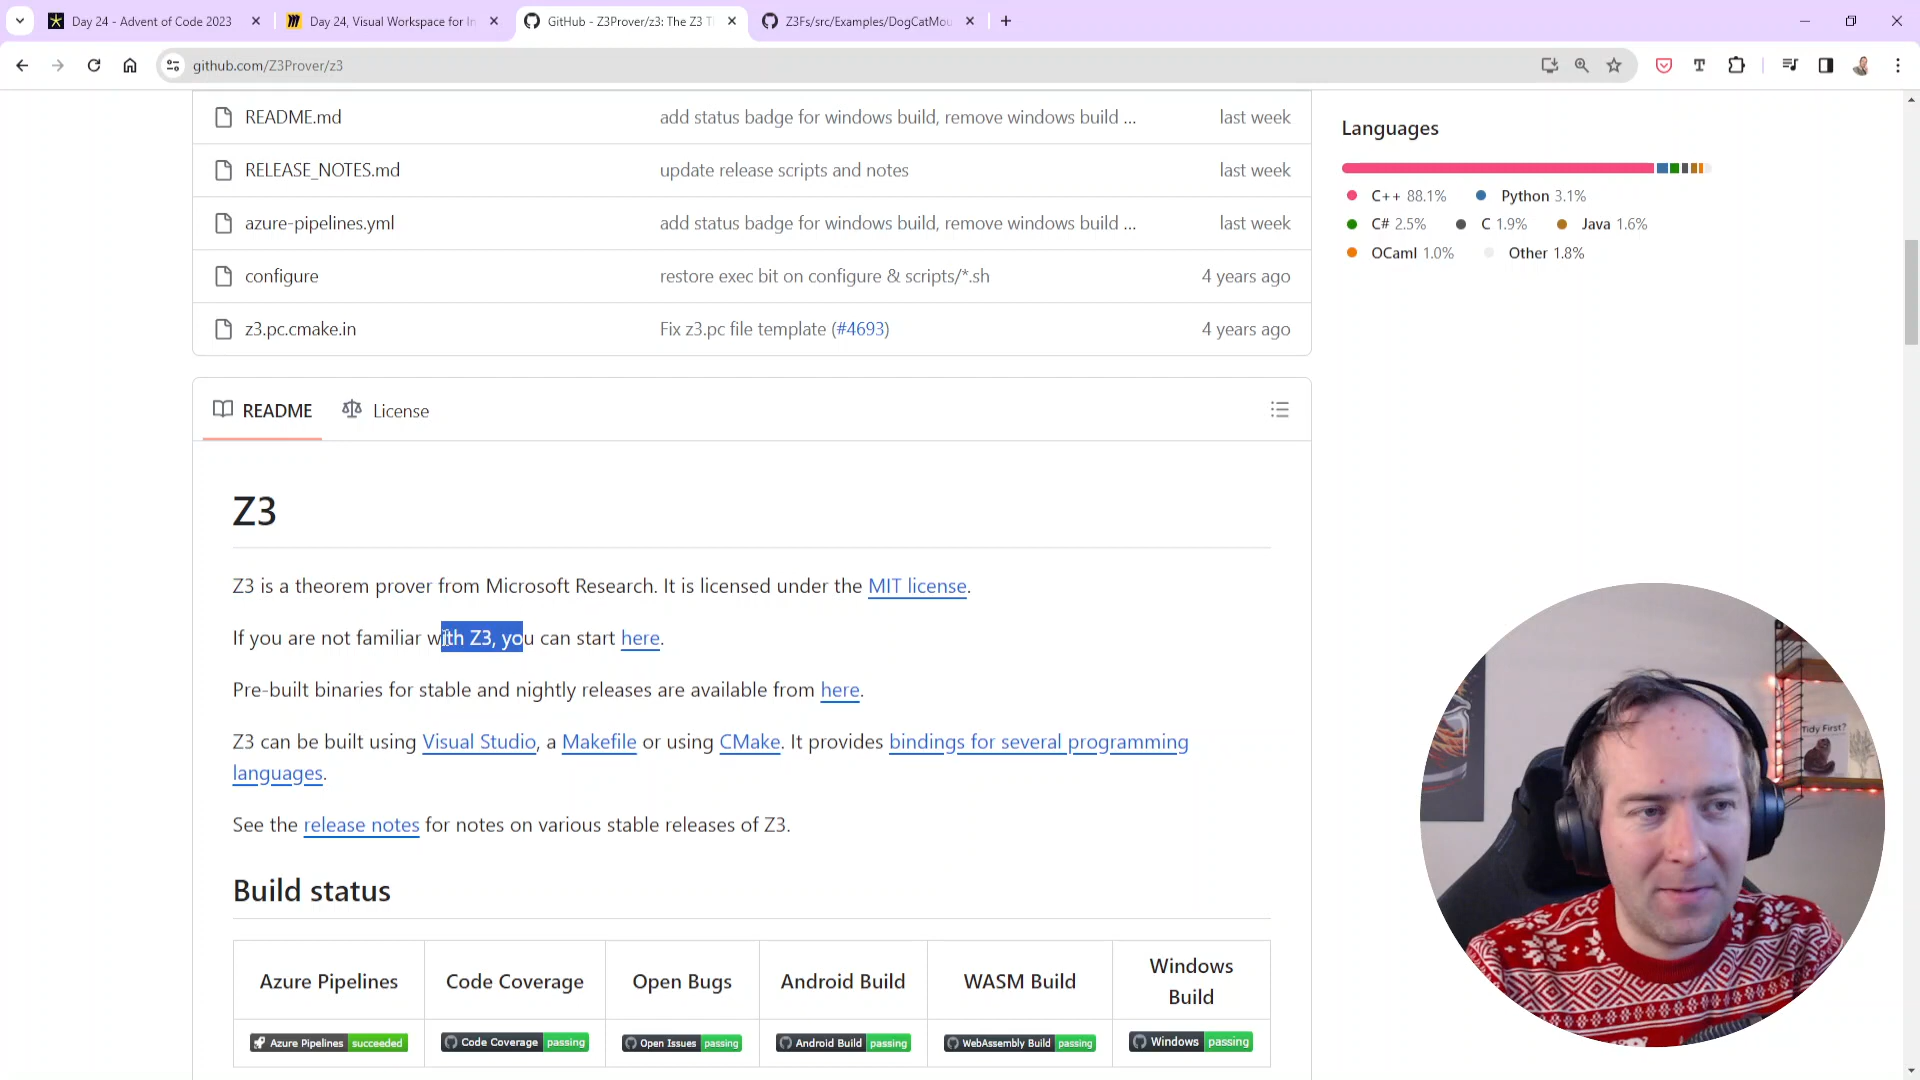 Day 24 - Advent of Code 2023
Day 24, Visual Workspace for In
GitHub - Z3Prover/z3: The Z3 T
Z3Fs/src/Examples/DogCatMou
github.com/Z3Prover/z3
README.md add status badge for windows build, remove windows build ... last week
RELEASE_NOTES.md update release scripts and notes last week
azure-pipelines.yml add status badge for windows build, remove windows build ... last week
configure restore exec bit on configure & scripts/*.sh 4 years ago
z3.pc.cmake.in Fix z3.pc file template (#4693) 4 years ago
Languages
C++ 88.1% Python 3.1%
C# 2.5% C 1.9% Java 1.6%
OCaml 1.0% Other 1.8%
README License
Z3
Z3 is a theorem prover from Microsoft Research. It is licensed under the MIT license.
If you are not familiar with Z3, you can start here.
Pre-built binaries for stable and nightly releases are available from here.
Z3 can be built using Visual Studio, a Makefile or using CMake. It provides bindings for several programming
languages.
See the release notes for notes on various stable releases of Z3.
Build status
Azure Pipelines Code Coverage Open Bugs Android Build WASM Build Windows Build
Azure Pipelines succeeded Code Coverage passing Open Issues passing Android Build passing WebAssembly Build passing Windows passing
Tidy First?